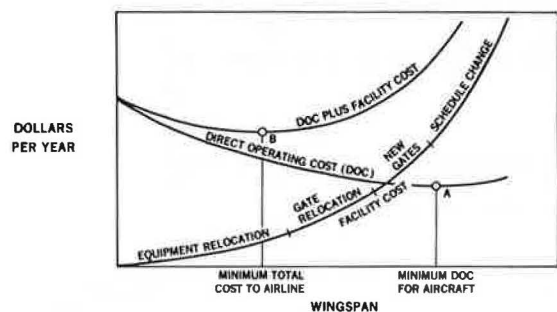 DOLLARS
PER YEAR
DOC PLUS FACILITY COST
SCHEDULE CHANGE
B
DIRECT OPERATING COST (DOC)
NEW
GATES
A
GATE
RELOCATION
FACILITY
COST
EQUIPMENT RELOCATION
MINIMUM TOTAL
COST TO AIRLINE
MINIMUM DOC
FOR AIRCRAFT
WINGSPAN